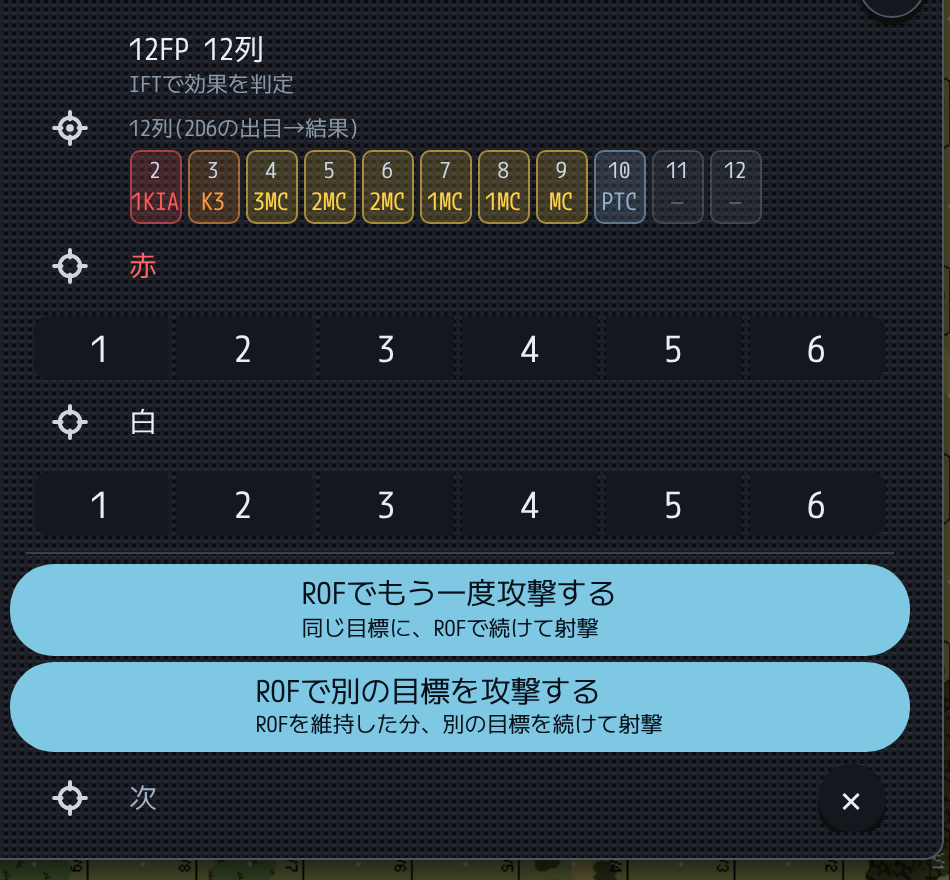 12FP 12列
IFTで効果を判定
12列(2D6の出目→結果)
2 3 4 5 6 7 8 9 10 11 12
1KIA K3 3MC 2MC 2MC 1MC 1MC MC PTC — —
赤
1 2 3 4 5 6
白
1 2 3 4 5 6
ROFでもう一度攻撃する
同じ目標に、ROFで続けて射撃
ROFで別の目標を攻撃する
ROFを維持した分、別の目標を続けて射撃
次
×